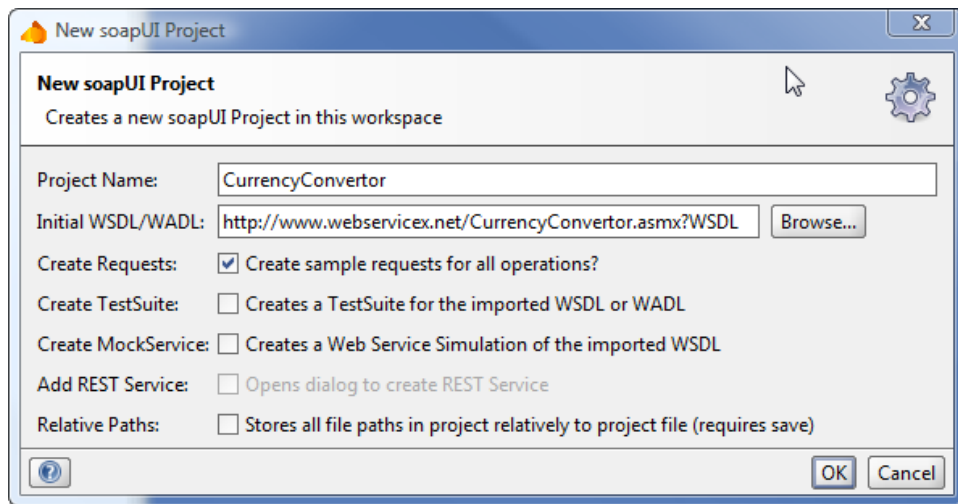 New soapUI Project
New soapUI Project
Creates a new soapUI Project in this workspace
Project Name: CurrencyConvertor
Initial WSDL/WADL: http://www.webservicex.net/CurrencyConvertor.asmx?WSDL Browse...
Create Requests: Create sample requests for all operations?
Create TestSuite: Creates a TestSuite for the imported WSDL or WADL
Create MockService: Creates a Web Service Simulation of the imported WSDL
Add REST Service: Opens dialog to create REST Service
Relative Paths: Stores all file paths in project relatively to project file (requires save)
? OK Cancel